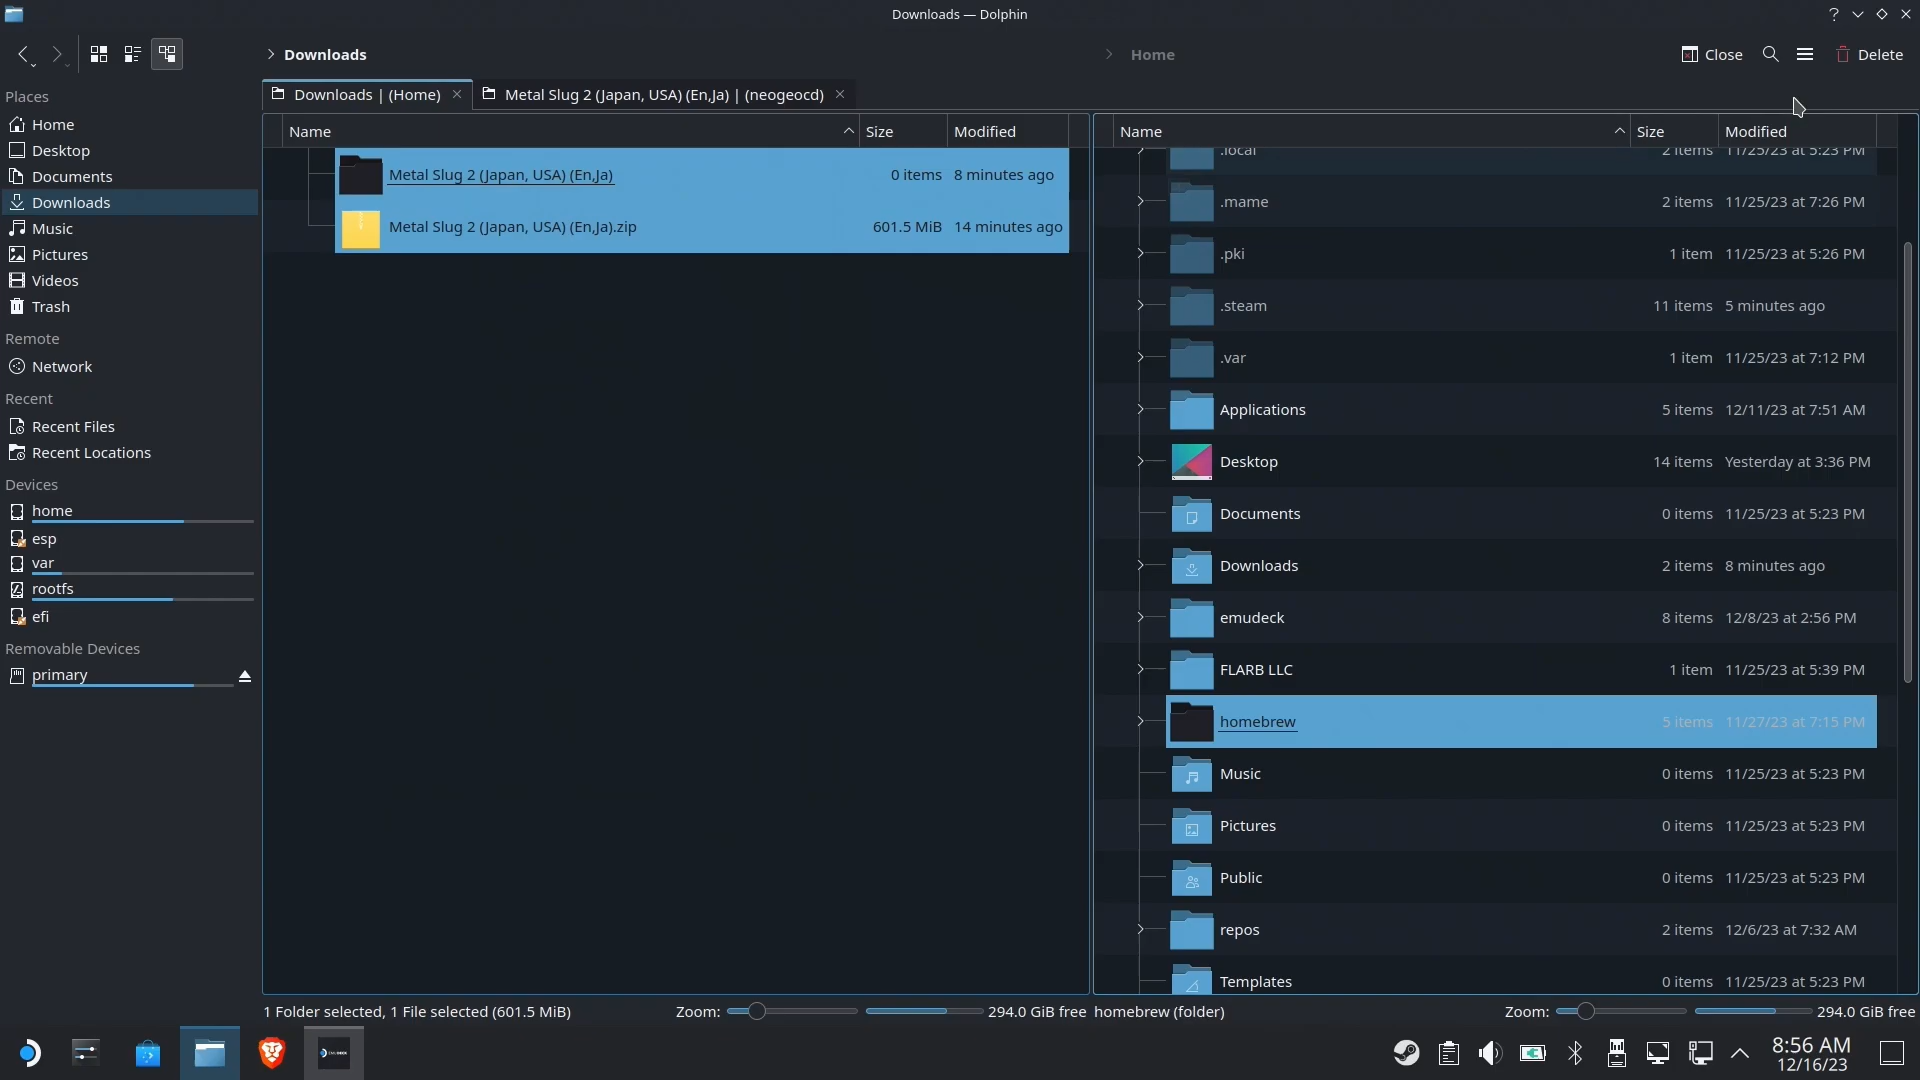 Downloads — Dolphin
Downloads
Home
Close
Delete
Downloads | (Home)
Metal Slug 2 (Japan, USA) (En,Ja) | (neogeocd)
Places
Home
Desktop
Documents
Downloads
Music
Pictures
Videos
Trash
Remote
Network
Recent
Recent Files
Recent Locations
Devices
home
esp
var
rootfs
efi
Removable Devices
primary
Name Size Modified
Metal Slug 2 (Japan, USA) (En,Ja) 0 items 8 minutes ago
Metal Slug 2 (Japan, USA) (En,Ja).zip 601.5 MiB 14 minutes ago
Name Size Modified
.local 2 items 11/25/23 at 5:23 PM
.mame 2 items 11/25/23 at 7:26 PM
.pki 1 item 11/25/23 at 5:26 PM
.steam 11 items 5 minutes ago
.var 1 item 11/25/23 at 7:12 PM
Applications 5 items 12/11/23 at 7:51 AM
Desktop 14 items Yesterday at 3:36 PM
Documents 0 items 11/25/23 at 5:23 PM
Downloads 2 items 8 minutes ago
emudeck 8 items 12/8/23 at 2:56 PM
FLARB LLC 1 item 11/25/23 at 5:39 PM
homebrew 5 items 11/27/23 at 7:15 PM
Music 0 items 11/25/23 at 5:23 PM
Pictures 0 items 11/25/23 at 5:23 PM
Public 0 items 11/25/23 at 5:23 PM
repos 2 items 12/6/23 at 7:32 AM
Templates 0 items 11/25/23 at 5:23 PM
1 Folder selected, 1 File selected (601.5 MiB) Zoom: 294.0 GiB free
homebrew (folder) Zoom: 294.0 GiB free
EMUDECK
8:56 AM
12/16/23